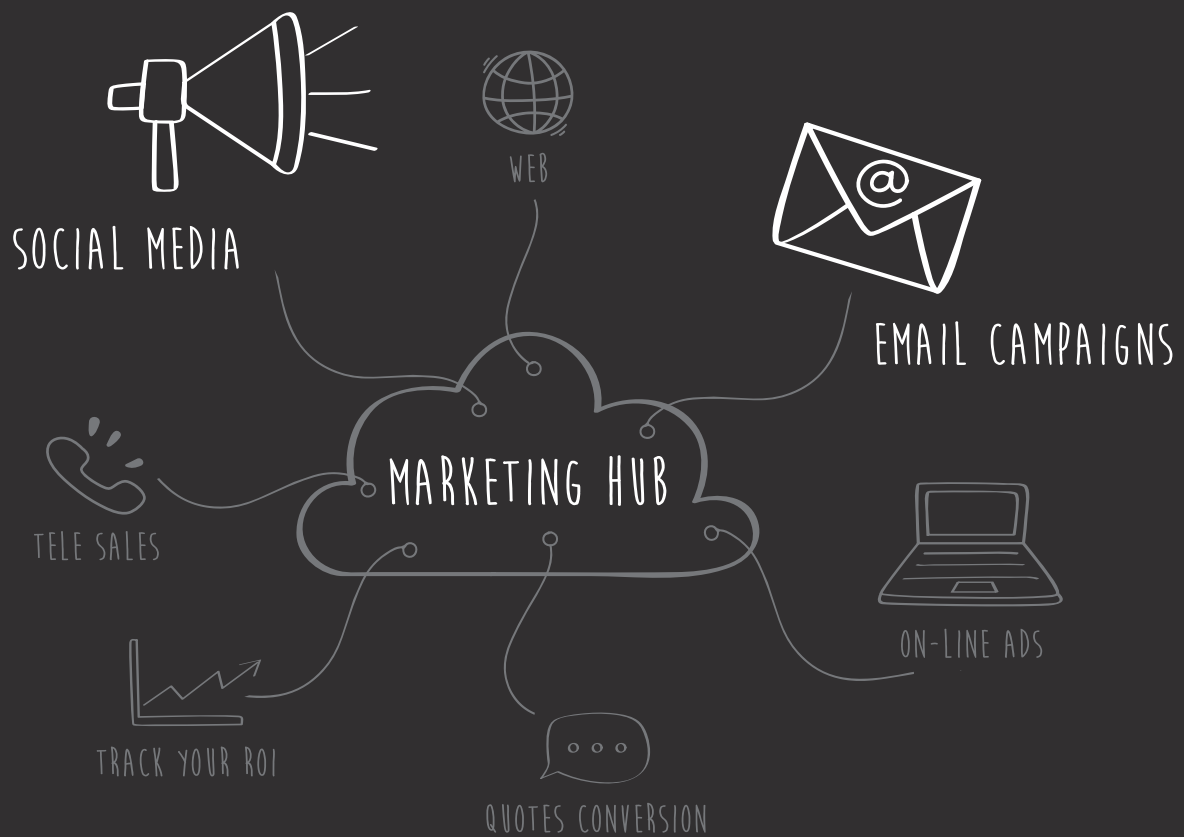 WEB
@
SOCIAL MEDIA
EMAIL CAMPAIGNS
MARKETING HUB
TELE SALES
ON-LINE ADS
TRACK YOUR ROI
QUOTES CONVERSION